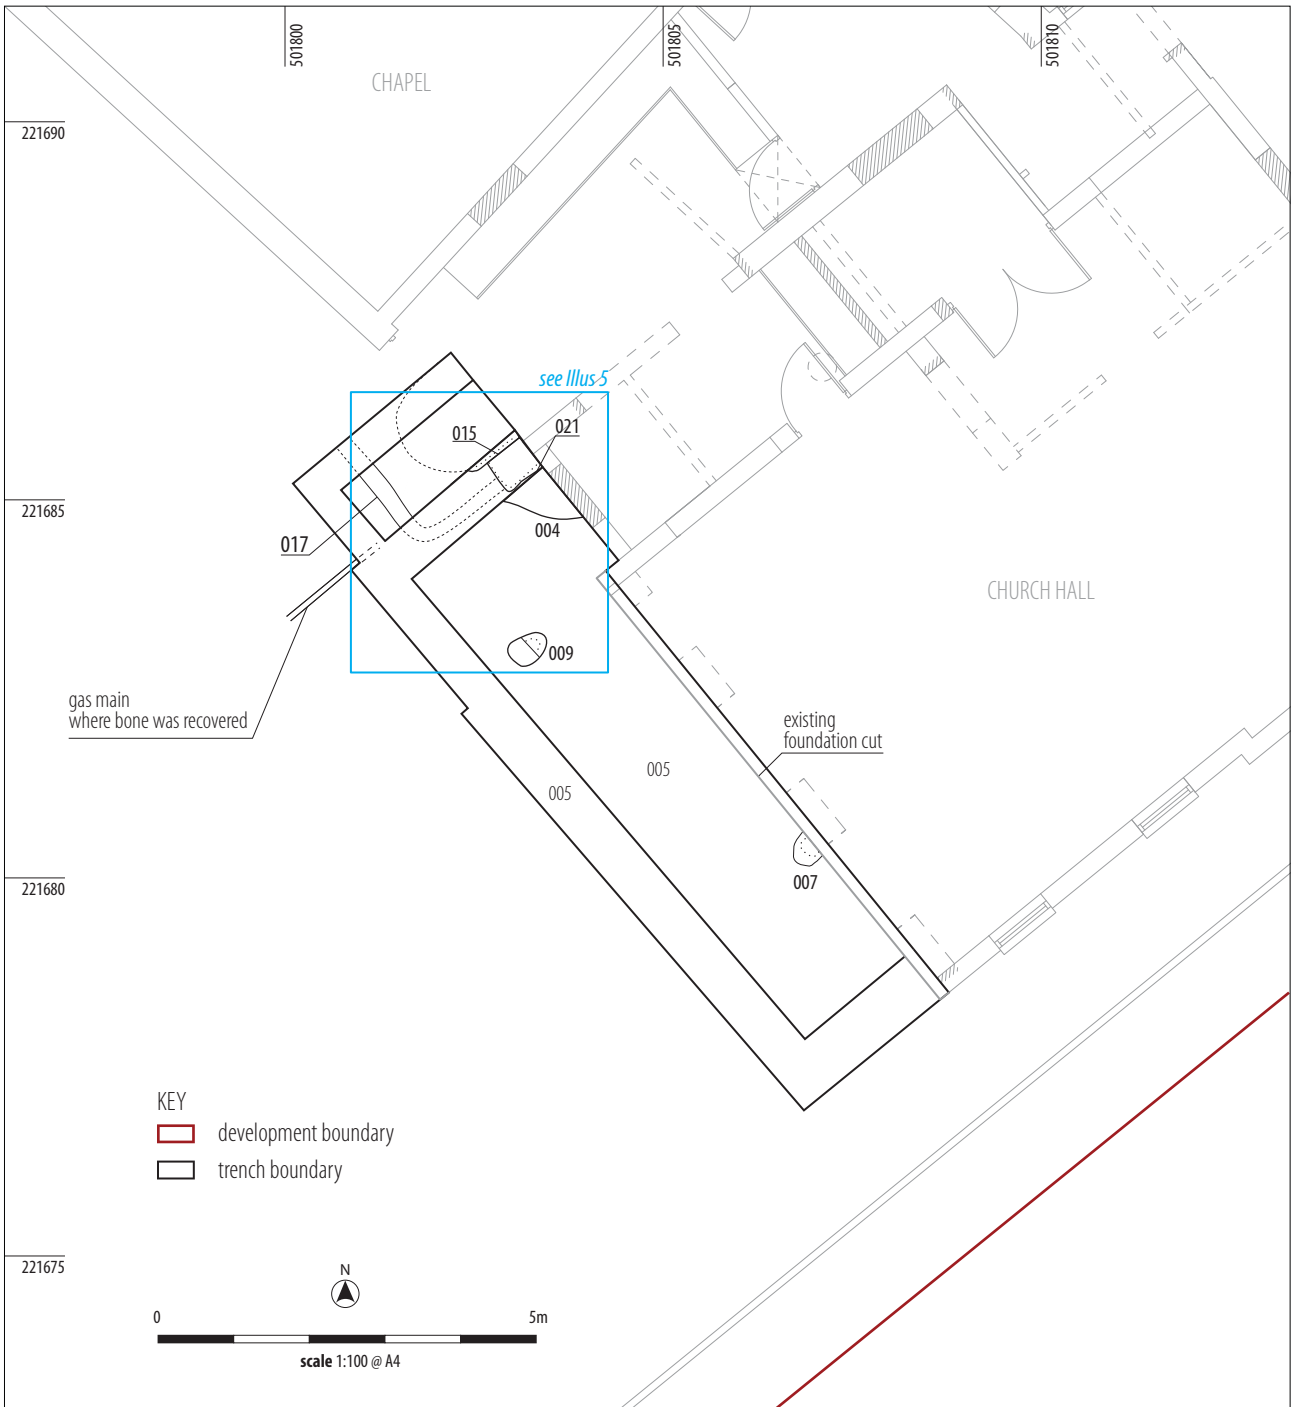 501800
501805
501810
CHAPEL
221690
see Illus 5
015
021
221685
004
017
CHURCH HALL
009
gas main
where bone was recovered
existing
foundation cut
005
005
007
221680
KEY
development boundary
trench boundary
221675
N
0
5m
scale 1:100 @ A4